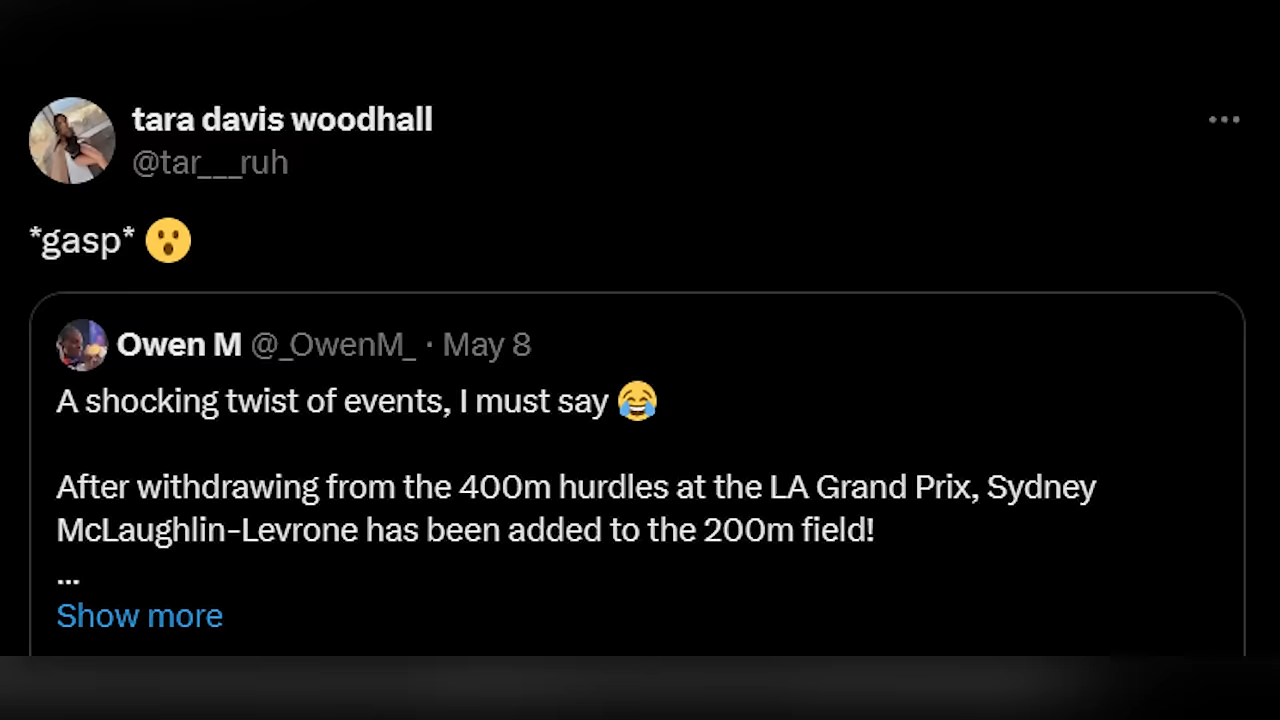 tara davis woodhall
@tar___ruh
*gasp* 😮
Owen M @_OwenM_ · May 8
A shocking twist of events, I must say 😂
After withdrawing from the 400m hurdles at the LA Grand Prix, Sydney
McLaughlin-Levrone has been added to the 200m field!
...
Show more